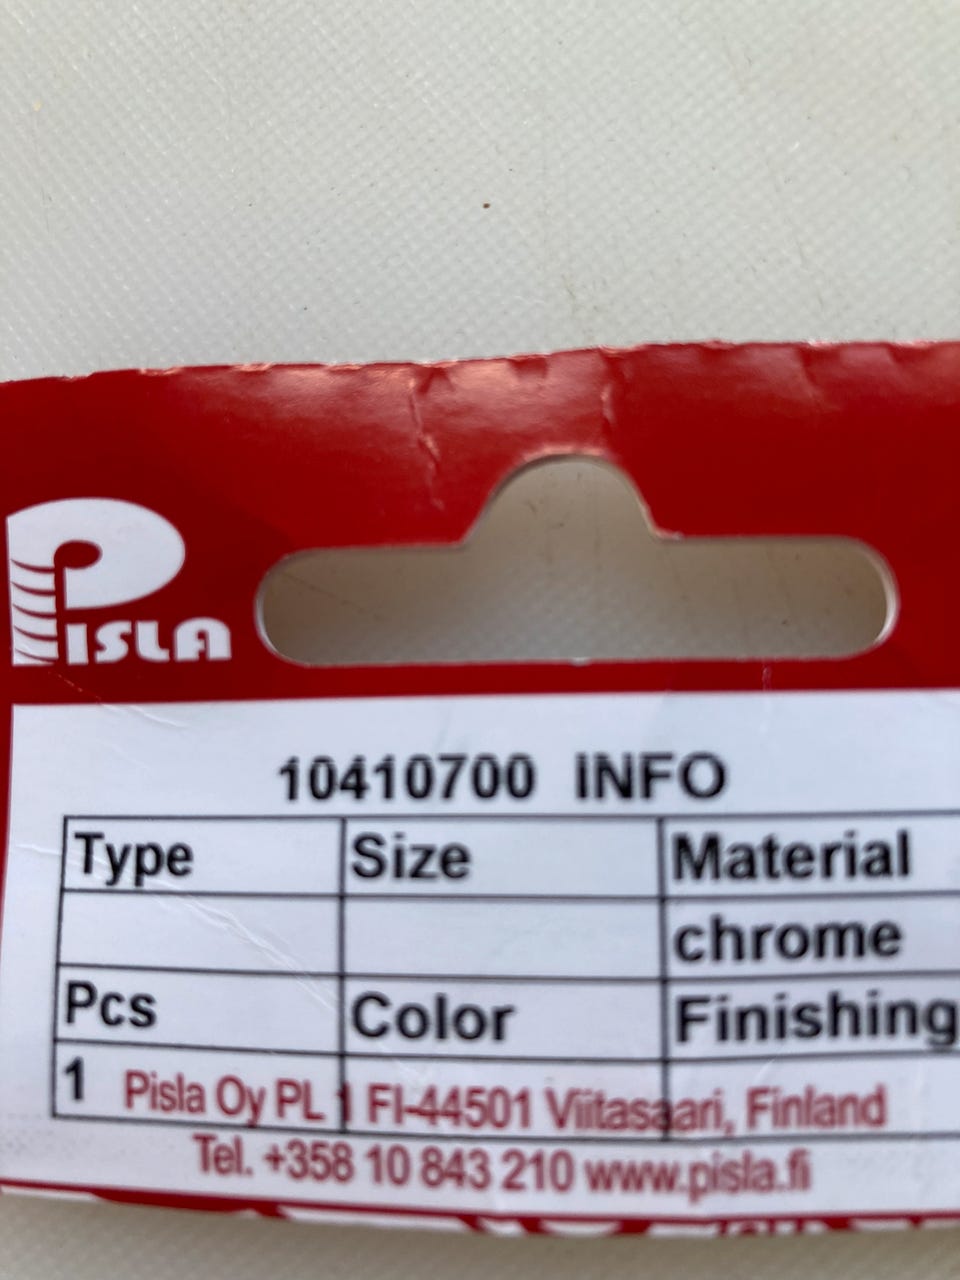 PISLA
10410700 INFO
Type Size Material
chrome
Pcs Color Finishing
1
Pisla Oy PL 1 FI-44501 Viitasaari, Finland
Tel. +358 10 843 210 www.pisla.fi